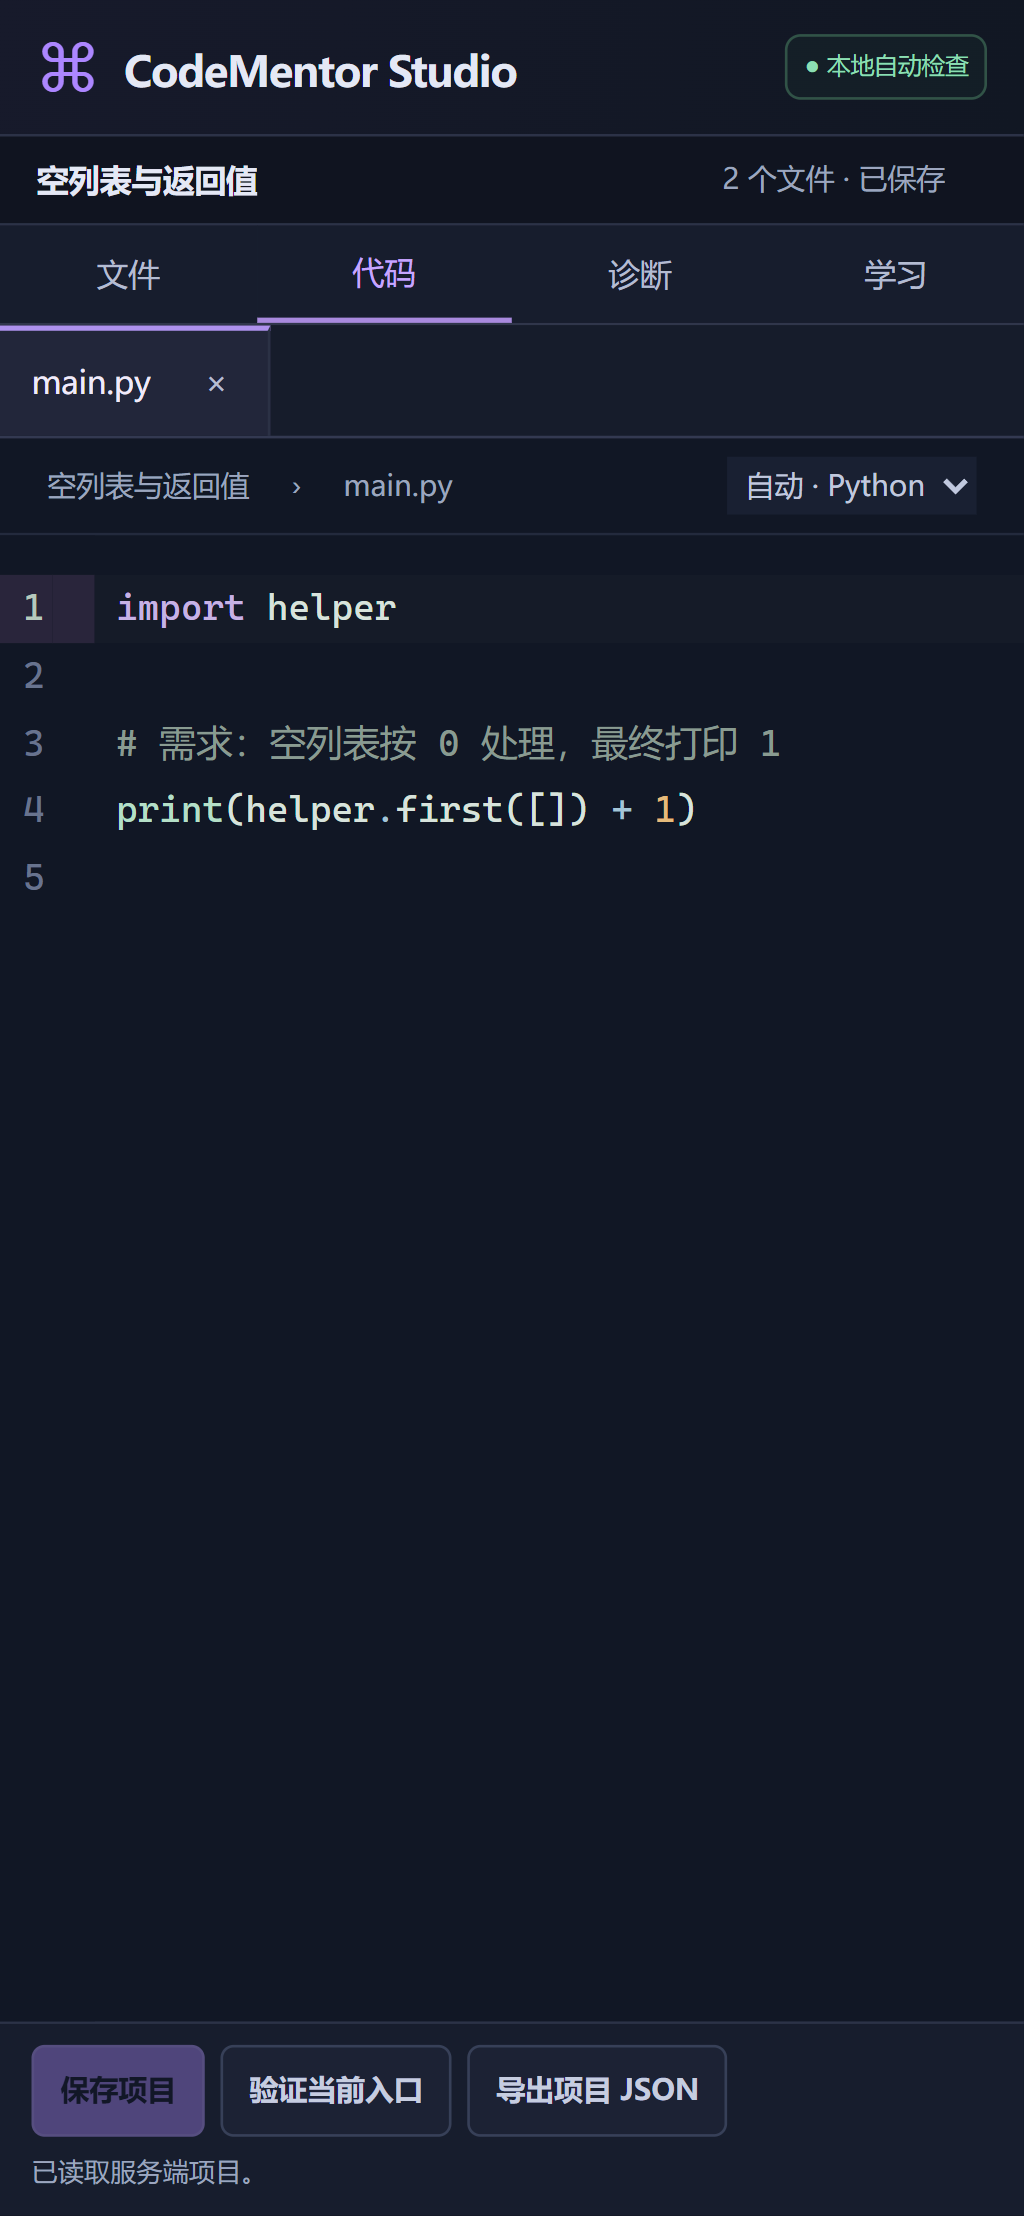 ⌘ CodeMentor Studio
● 本地自动检查
空列表与返回值
2 个文件 · 已保存
文件
代码
诊断
学习
main.py ×
空列表与返回值 › main.py
自动 · Python
1 import helper
2
3 # 需求：空列表按 0 处理，最终打印 1
4 print(helper.first([]) + 1)
5
保存项目
验证当前入口
导出项目 JSON
已读取服务端项目。